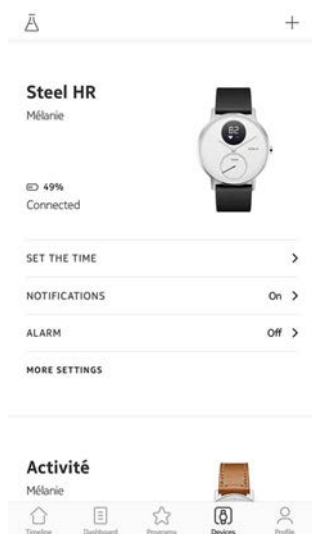 Steel HR
Mélanie
82
49%
Connected
SET THE TIME
NOTIFICATIONS On
ALARM Off
MORE SETTINGS
Activité
Mélanie
Timeline Dashboard Programs Devices Profile